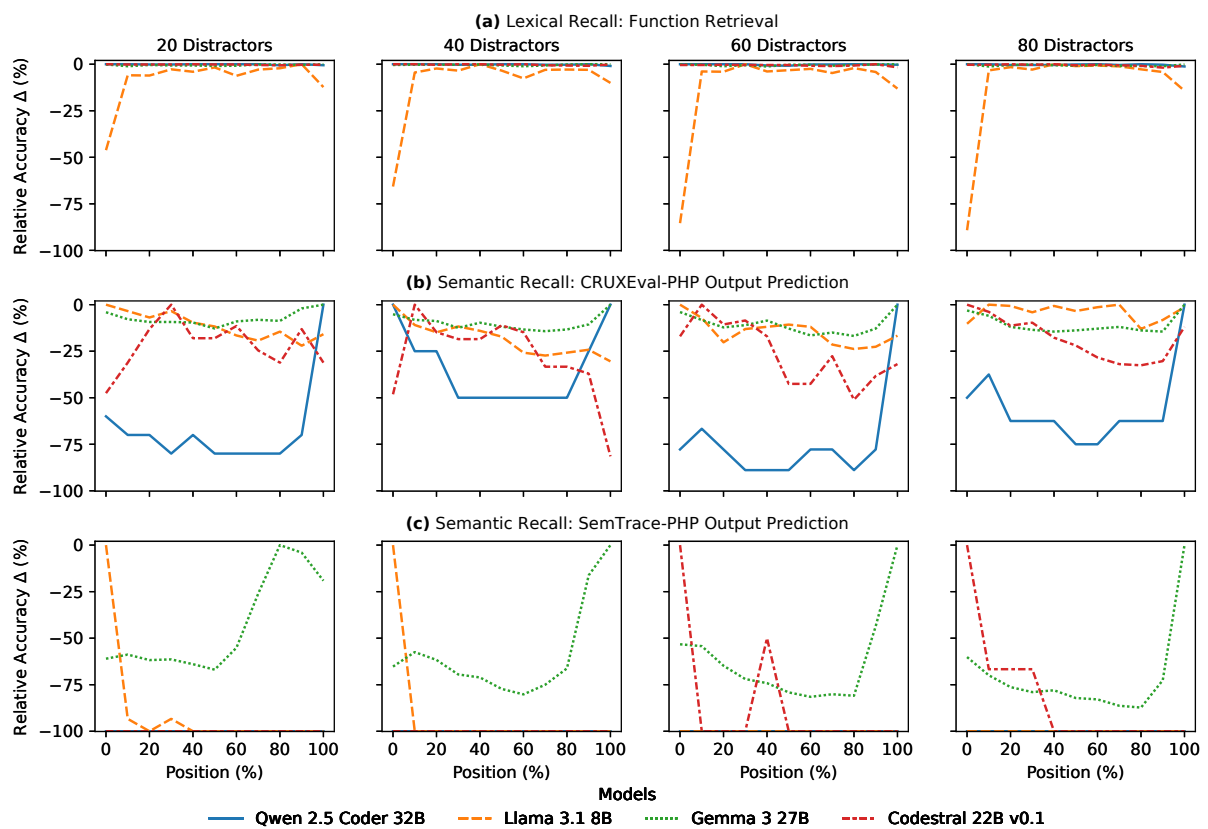 (a) Lexical Recall: Function Retrieval
20 Distractors
40 Distractors
60 Distractors
80 Distractors
Relative Accuracy Δ (%)
0
−25
−50
−75
−100
(b) Semantic Recall: CRUXEval-PHP Output Prediction
Relative Accuracy Δ (%)
0
−25
−50
−75
−100
(c) Semantic Recall: SemTrace-PHP Output Prediction
Relative Accuracy Δ (%)
0
−25
−50
−75
−100
0 20 40 60 80 100
0 20 40 60 80 100
0 20 40 60 80 100
0 20 40 60 80 100
Position (%)
Position (%)
Position (%)
Position (%)
Models
Qwen 2.5 Coder 32B
Llama 3.1 8B
Gemma 3 27B
Codestral 22B v0.1